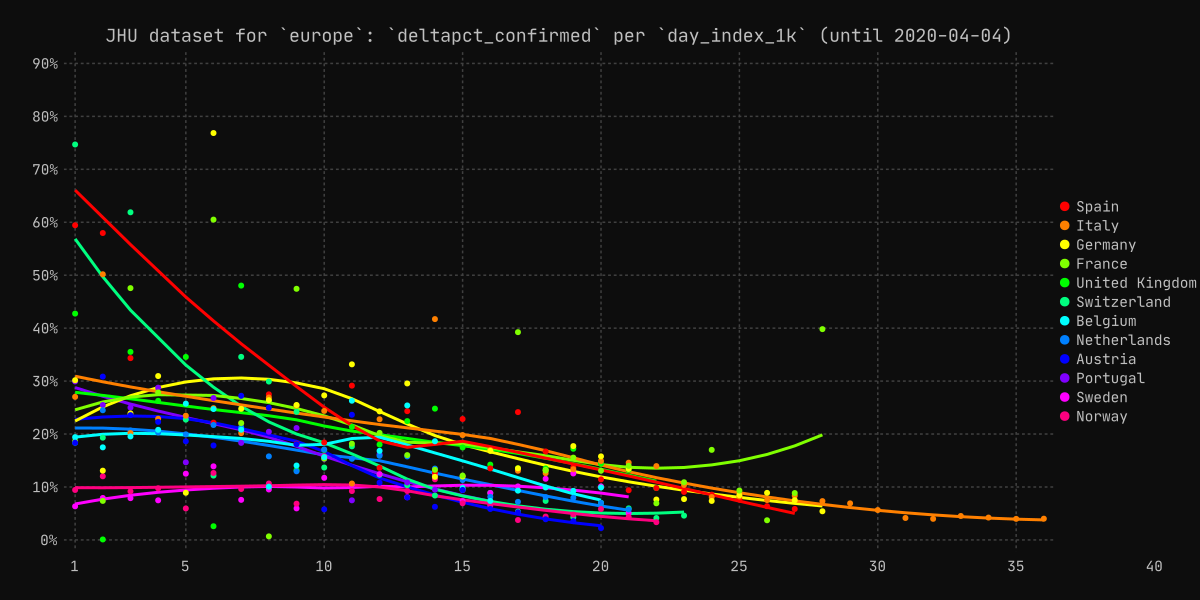 JHU dataset for `europe`: `deltapct_confirmed` per `day_index_1k` (until 2020-04-04)
90%
80%
70%
60%
50%
40%
30%
20%
10%
0%
1 5 10 15 20 25 30 35 40
Spain
Italy
Germany
France
United Kingdom
Switzerland
Belgium
Netherlands
Austria
Portugal
Sweden
Norway